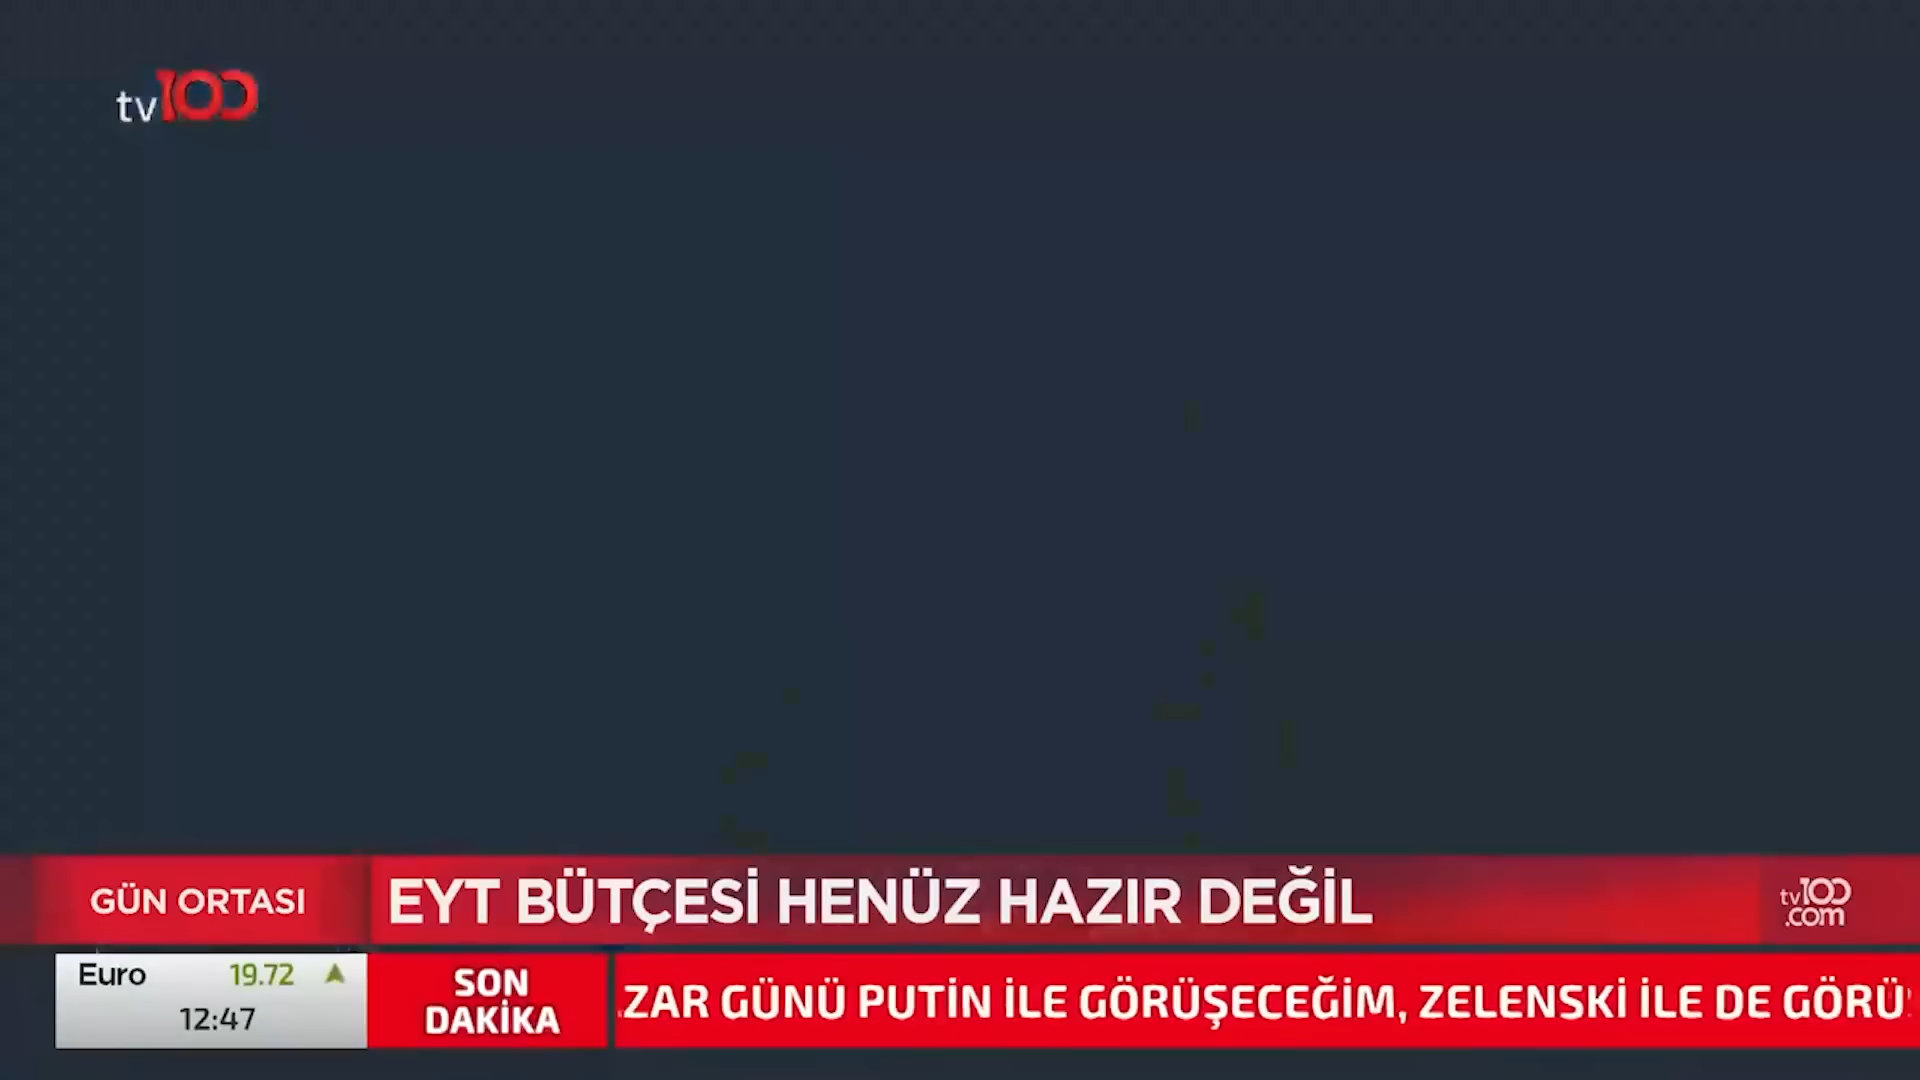 tv100
GÜN ORTASI
EYT BÜTÇESİ HENÜZ HAZIR DEĞİL
tv100
.com
Euro 19.72
12:47
SON
DAKİKA
GÜNÜ PUTİN İLE GÖRÜŞECEĞİM, ZELENSKİ İLE DE